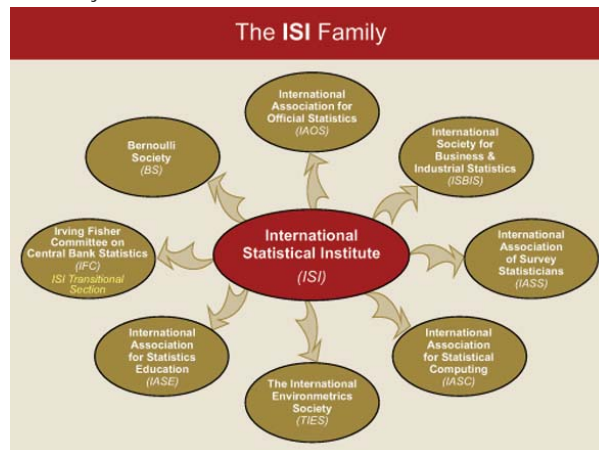 The ISI Family
International
Association for
Official Statistics
(IAOS)
Bernoulli
Society
(BS)
International
Society for
Business &
Industrial Statistics
(ISBIS)
Irving Fisher
Committee on
Central Bank Statistics
(IFC)
ISI Transitional
Section
International
Statistical Institute
(ISI)
International
Association
of Survey
Statisticians
(IASS)
International
Association
for Statistics
Education
(IASE)
International
Association
for Statistical
Computing
(IASC)
The International
Environmetrics
Society
(TIES)